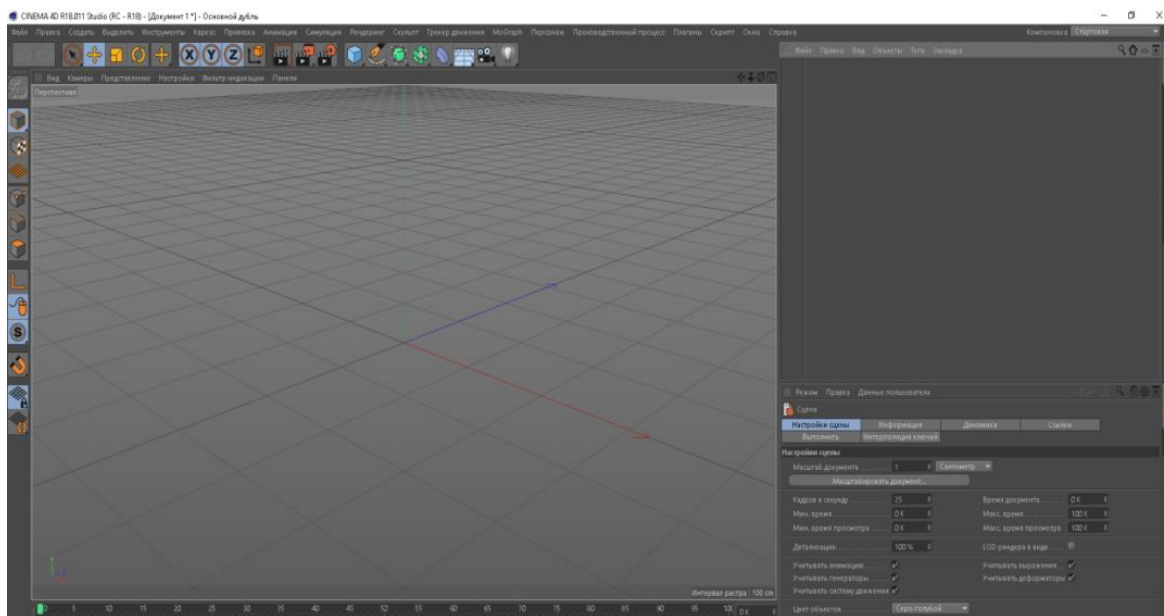 CINEMA 4D R18.011 Studio (RC - R18) - [Документ 1 *] - Основной дубль
Файл Правка Создать Выделить Инструменты Каркас Привязка Анимация Симуляция Рендеринг Скульпт Трекер движения MoGraph Персонаж Производственный процесс Плагины Скрипт Окно Справка Компоновка Стартовая
X Y Z
Файл Правка Вид Объекты Теги Закладка
Вид Камеры Представление Настройки Фильтр индикации Панели
Перспектива
S
Режим Правка Данные пользователя
Сцена
Настройки сцены Информация Динамика Ссылки
Выполнить Интерполяция ключей
Настройки сцены
Масштаб документа 1 Сантиметр
Масштабировать документ...
Кадров в секунду 25 Время документа 0 K
Мин. время 0 K Макс. время 100 K
Мин. время просмотра 0 K Макс. время просмотра 100 K
Детализация 100 % LOD рендера в виде
Учитывать анимацию Учитывать выражения
Учитывать генераторы Учитывать деформаторы
Учитывать систему движения
Цвет объектов Серо-голубой
Интервал растра : 100 cm
0 5 10 15 20 25 30 35 40 45 50 55 60 65 70 75 80 85 90 95 0 K